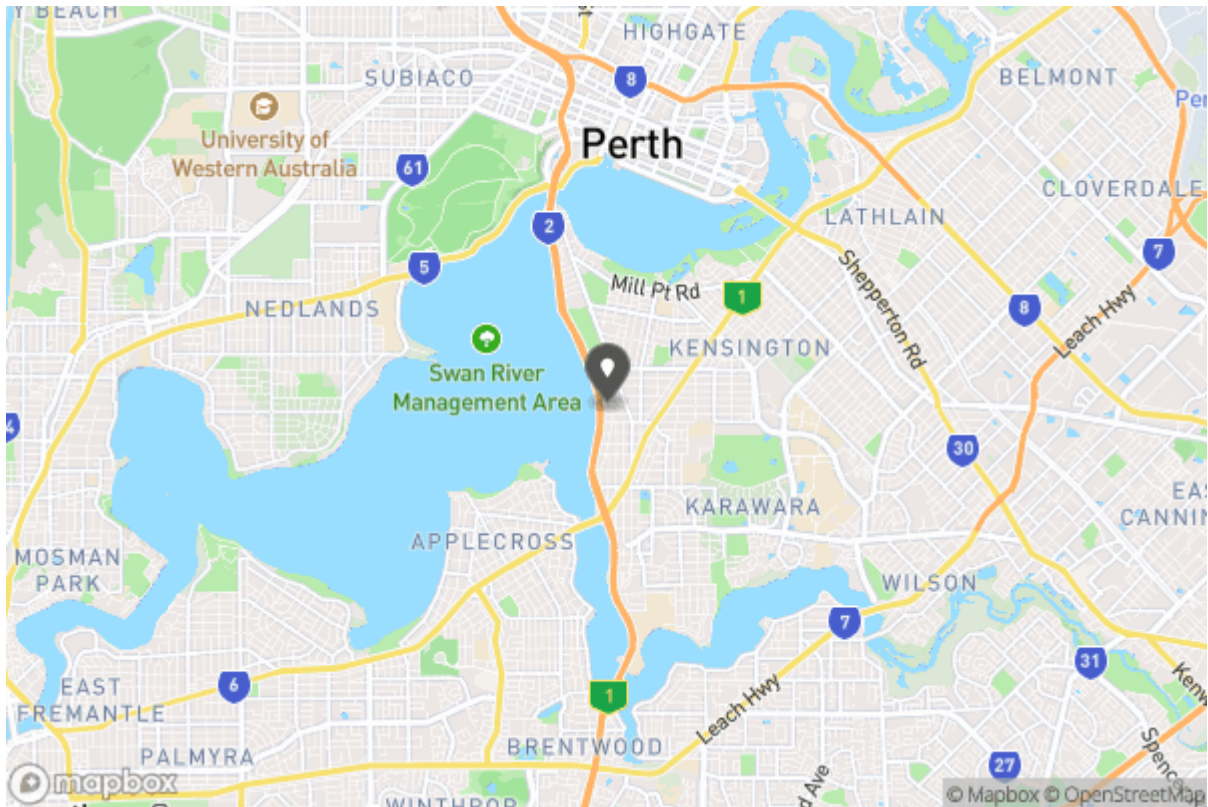 Y BEACH
HIGHGATE
SUBIACO
8
BELMONT
University of
Western Australia
Perth
61
CLOVERDALE
LATHLAIN
2
7
5
Mill Pt Rd
1
Shepperton Rd
Leach Hwy
8
NEDLANDS
KENSINGTON
Swan River
Management Area
4
30
KARAWARA
APPLECROSS
MOSMAN
PARK
WILSON
7
6
31
EAST
FREMANTLE
1
Leach Hwy
BRENTWOOD
PALMYRA
27
mapbox
WINTHROP
© Mapbox © OpenStreetMap